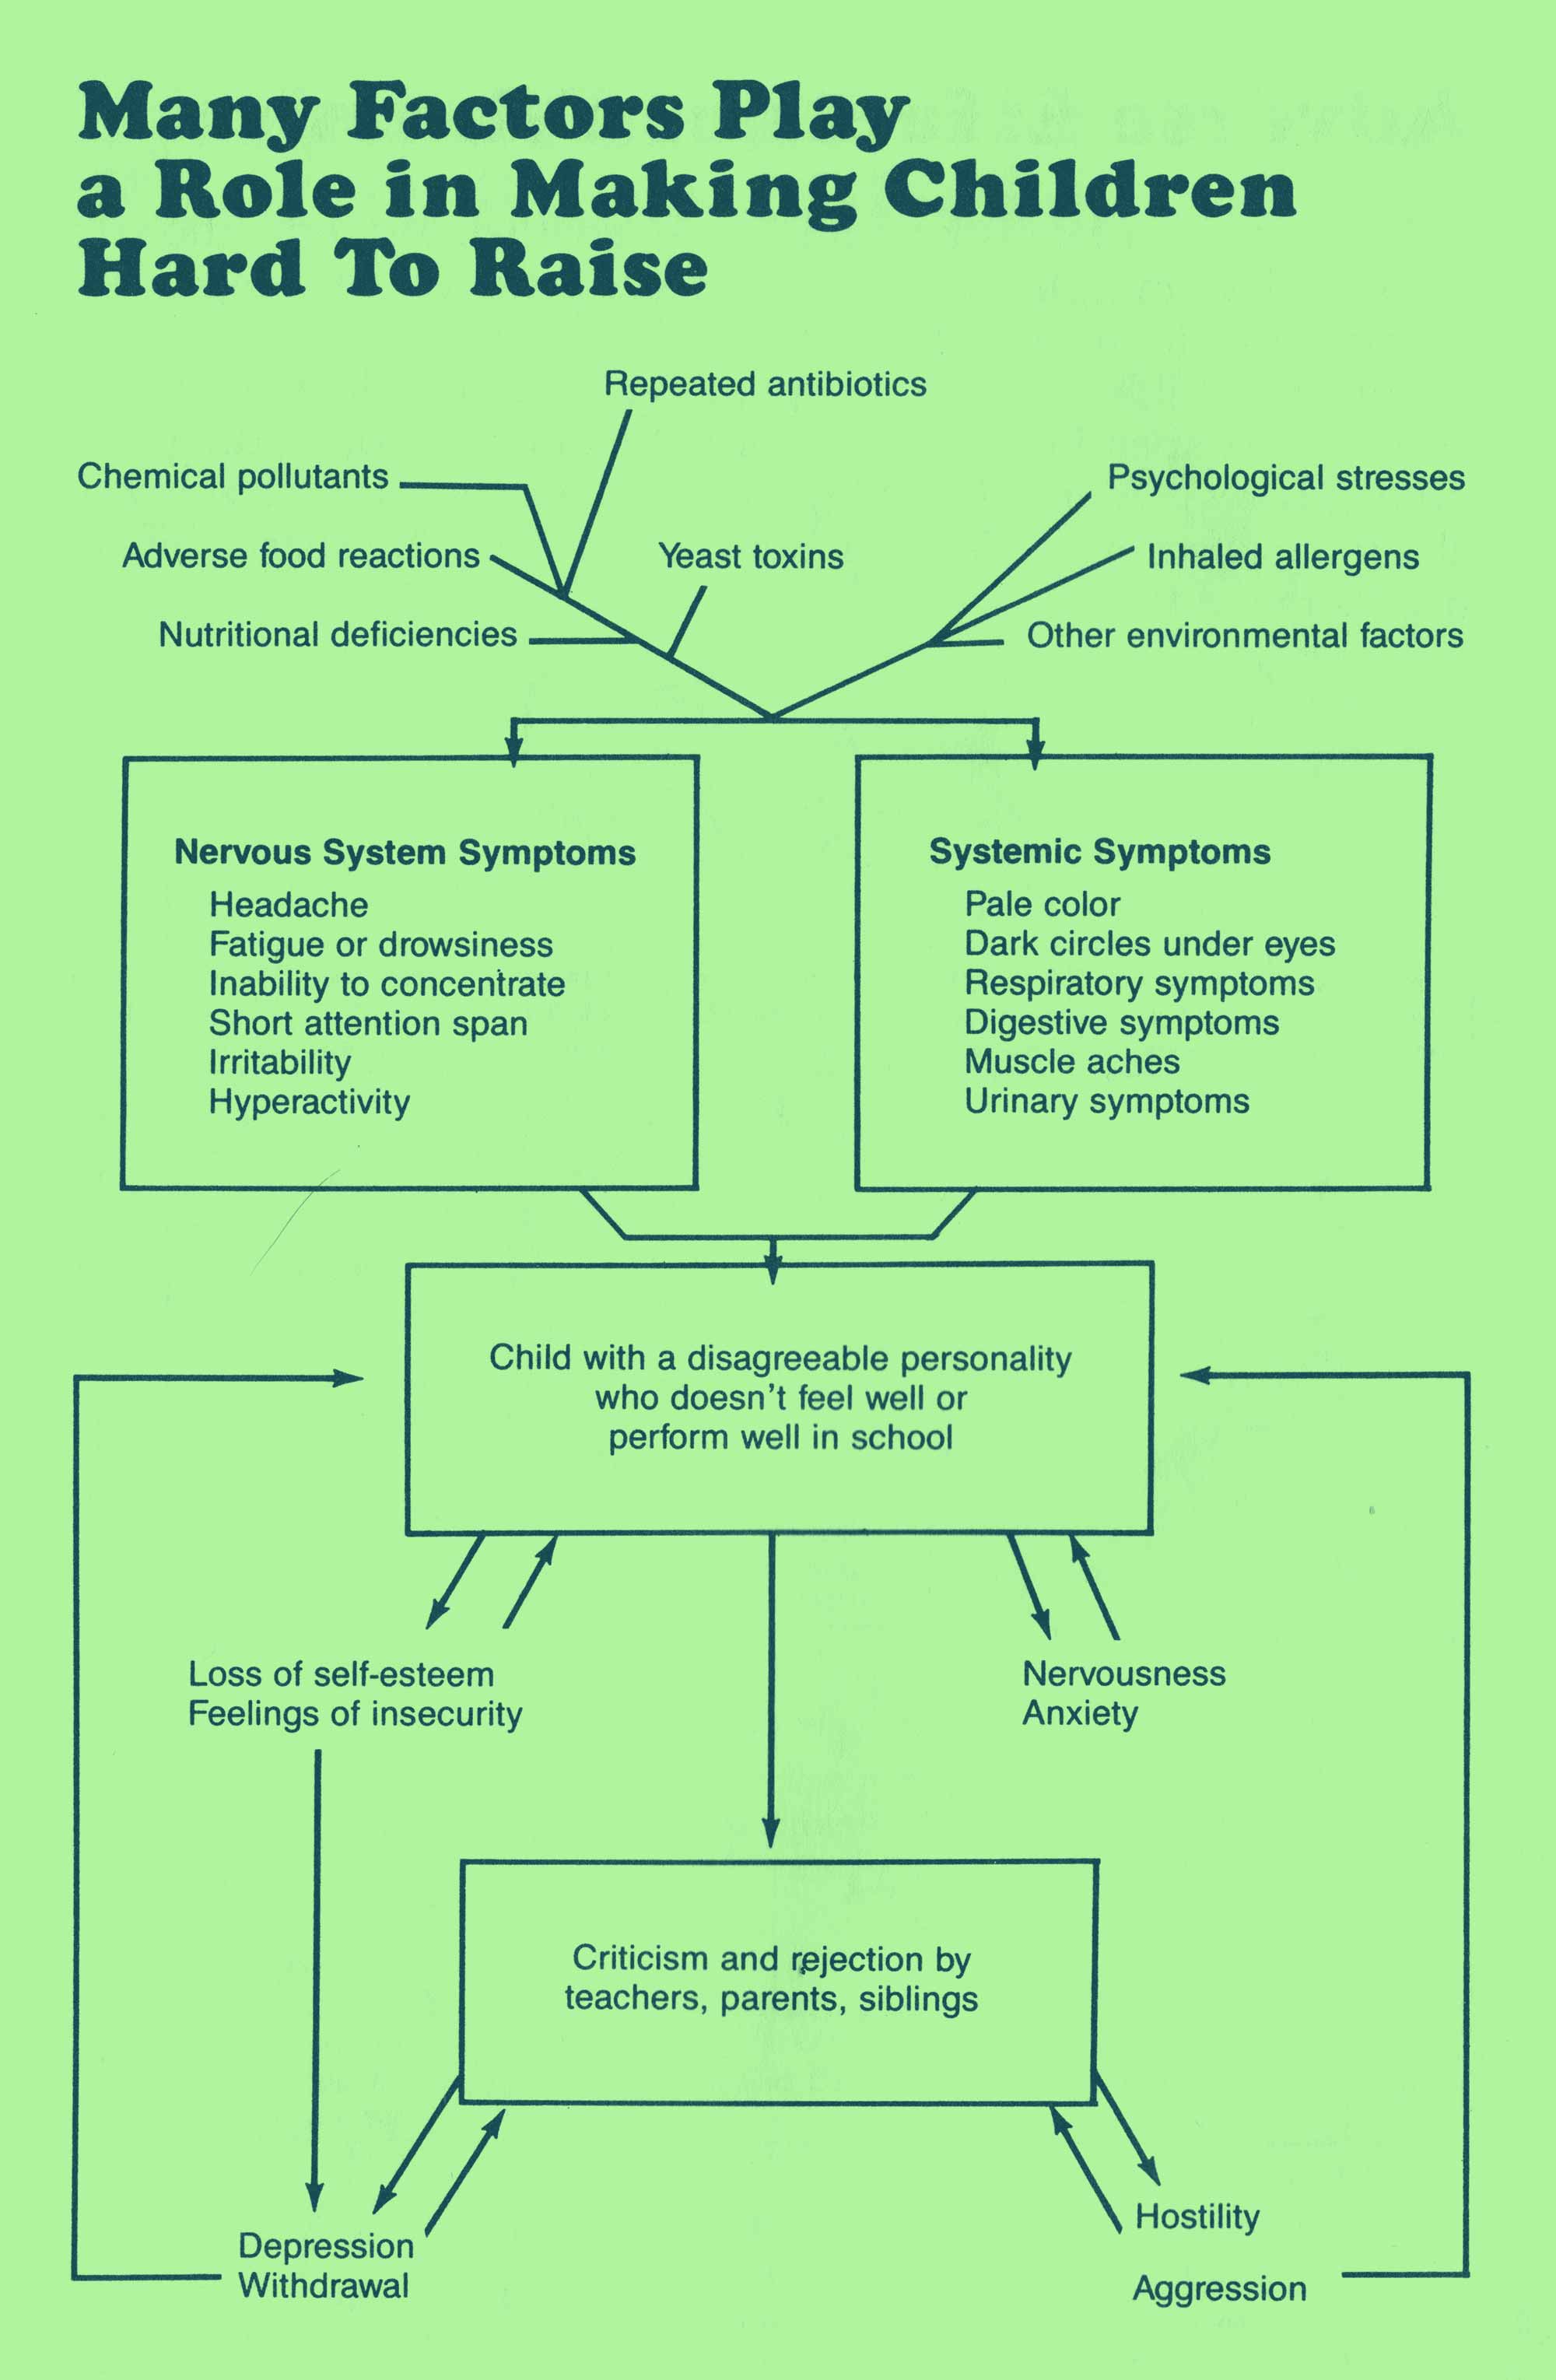 Many Factors Play
a Role in Making Children
Hard To Raise
Repeated antibiotics
Chemical pollutants
Psychological stresses
Adverse food reactions
Yeast toxins
Inhaled allergens
Nutritional deficiencies
Other environmental factors
Nervous System Symptoms
Headache
Fatigue or drowsiness
Inability to concentrate
Short attention span
Irritability
Hyperactivity
Systemic Symptoms
Pale color
Dark circles under eyes
Respiratory symptoms
Digestive symptoms
Muscle aches
Urinary symptoms
Child with a disagreeable personality
who doesn't feel well or
perform well in school
Loss of self-esteem
Feelings of insecurity
Nervousness
Anxiety
Criticism and rejection by
teachers, parents, siblings
Depression
Withdrawal
Hostility
Aggression